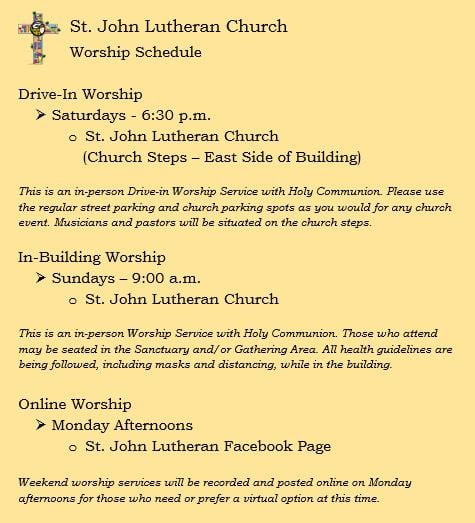 St. John Lutheran Church
Worship Schedule
Drive-In Worship
➢ Saturdays - 6:30 p.m.
o St. John Lutheran Church
(Church Steps – East Side of Building)
This is an in-person Drive-in Worship Service with Holy Communion. Please use
the regular street parking and church parking spots as you would for any church
event. Musicians and pastors will be situated on the church steps.
In-Building Worship
➢ Sundays – 9:00 a.m.
o St. John Lutheran Church
This is an in-person Worship Service with Holy Communion. Those who attend
may be seated in the Sanctuary and/or Gathering Area. All health guidelines are
being followed, including masks and distancing, while in the building.
Online Worship
➢ Monday Afternoons
o St. John Lutheran Facebook Page
Weekend worship services will be recorded and posted online on Monday
afternoons for those who need or prefer a virtual option at this time.